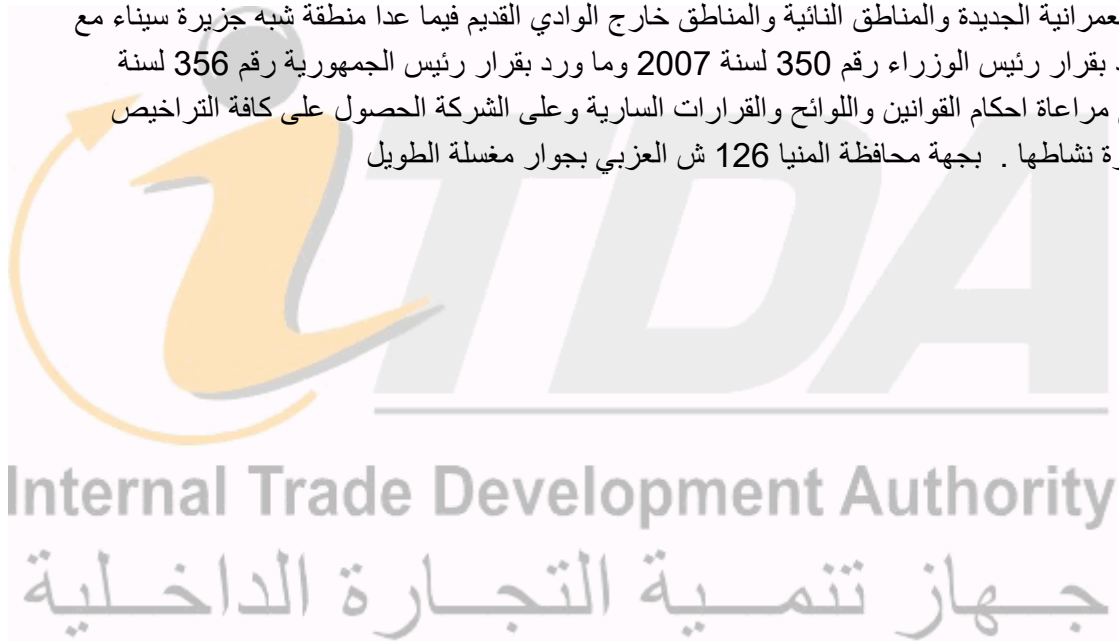 عمرانية الجديدة والمناطق النائية والمناطق خارج الوادي القديم فيما عدا منطقة شبه جزيرة سيناء مع
بقرار رئيس الوزراء رقم 350 لسنة 2007 وما ورد بقرار رئيس الجمهورية رقم 356 لسنة
مراعاة احكام القوانين واللوائح والقرارات السارية وعلى الشركة الحصول على كافة التراخيص
نشاطها . بجهة محافظة المنيا 126 ش العزبي بجوار مغسلة الطويل
iTDA
Internal Trade Development Authority
جهاز تنمية التجارة الداخلية